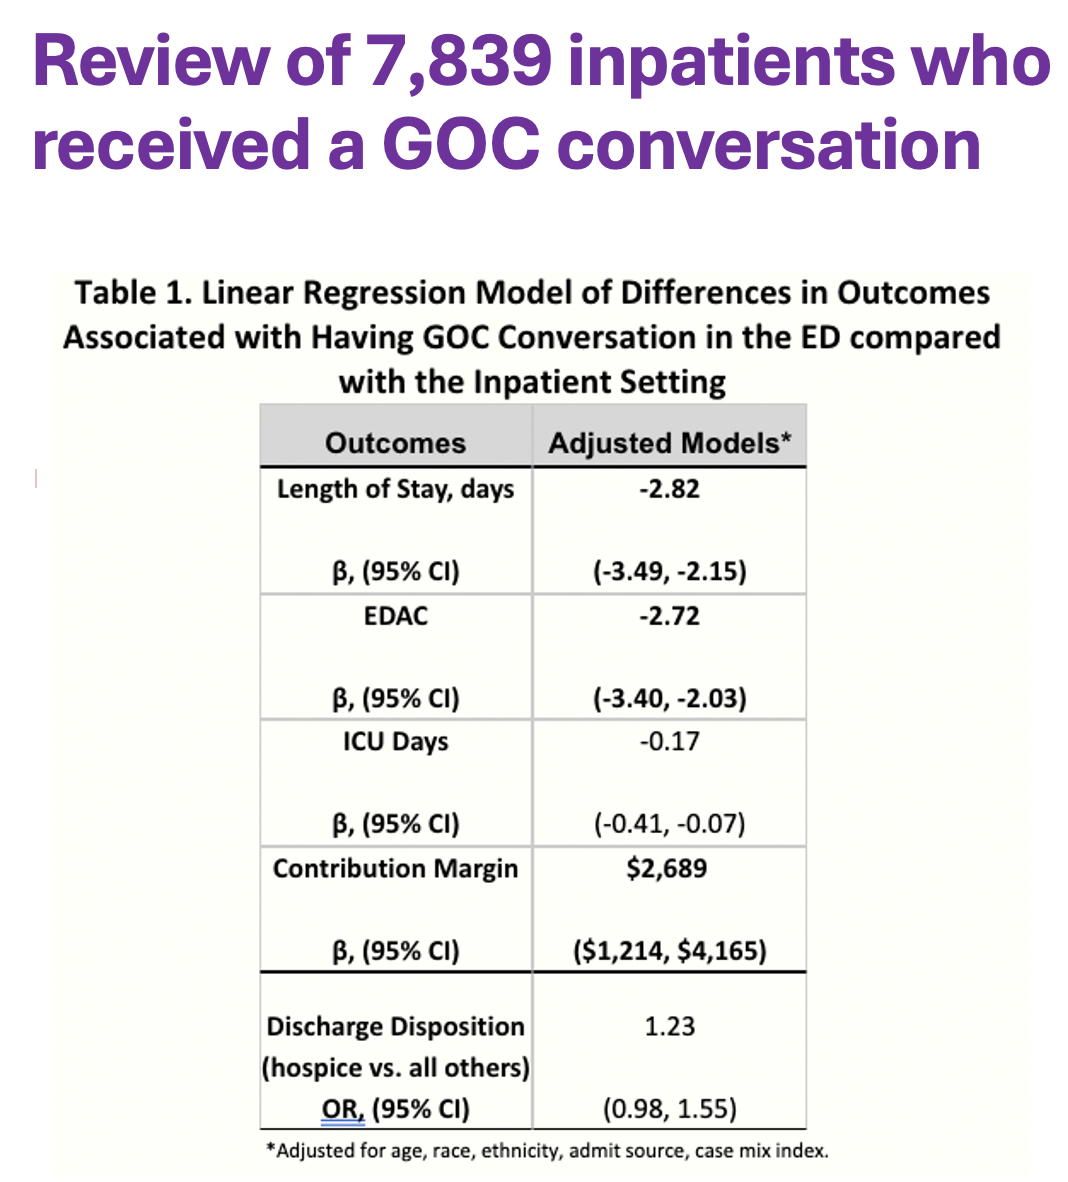 Review of 7,839 inpatients who
received a GOC conversation
Table 1. Linear Regression Model of Differences in Outcomes
Associated with Having GOC Conversation in the ED compared
with the Inpatient Setting
Outcomes Adjusted Models*
Length of Stay, days -2.82
β, (95% CI) (-3.49, -2.15)
EDAC -2.72
β, (95% CI) (-3.40, -2.03)
ICU Days -0.17
β, (95% CI) (-0.41, -0.07)
Contribution Margin $2,689
β, (95% CI) ($1,214, $4,165)
Discharge Disposition 1.23
(hospice vs. all others)
OR, (95% CI) (0.98, 1.55)
*Adjusted for age, race, ethnicity, admit source, case mix index.